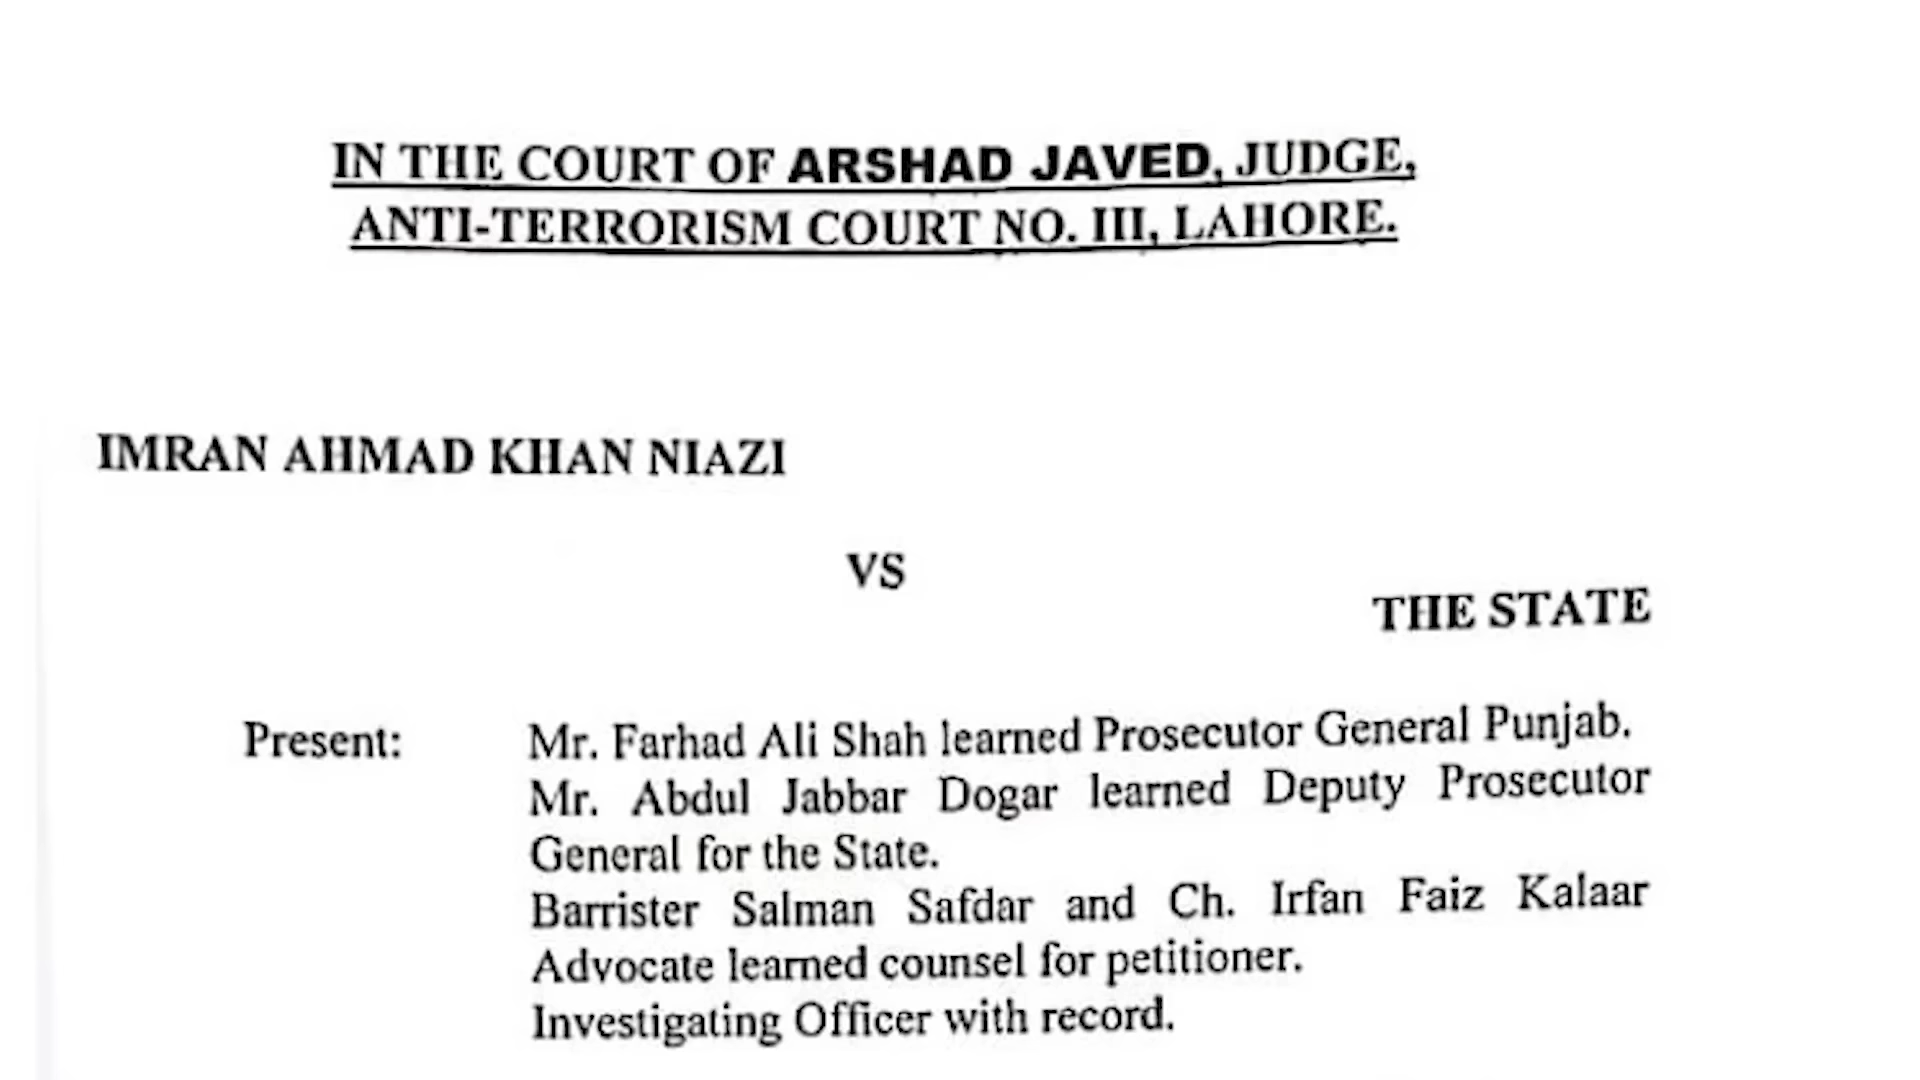 IN THE COURT OF ARSHAD JAVED, JUDGE,
ANTI-TERRORISM COURT NO. III, LAHORE.
IMRAN AHMAD KHAN NIAZI
VS
THE STATE
Present: Mr. Farhad Ali Shah learned Prosecutor General Punjab.
Mr. Abdul Jabbar Dogar learned Deputy Prosecutor
General for the State.
Barrister Salman Safdar and Ch. Irfan Faiz Kalaar
Advocate learned counsel for petitioner.
Investigating Officer with record.